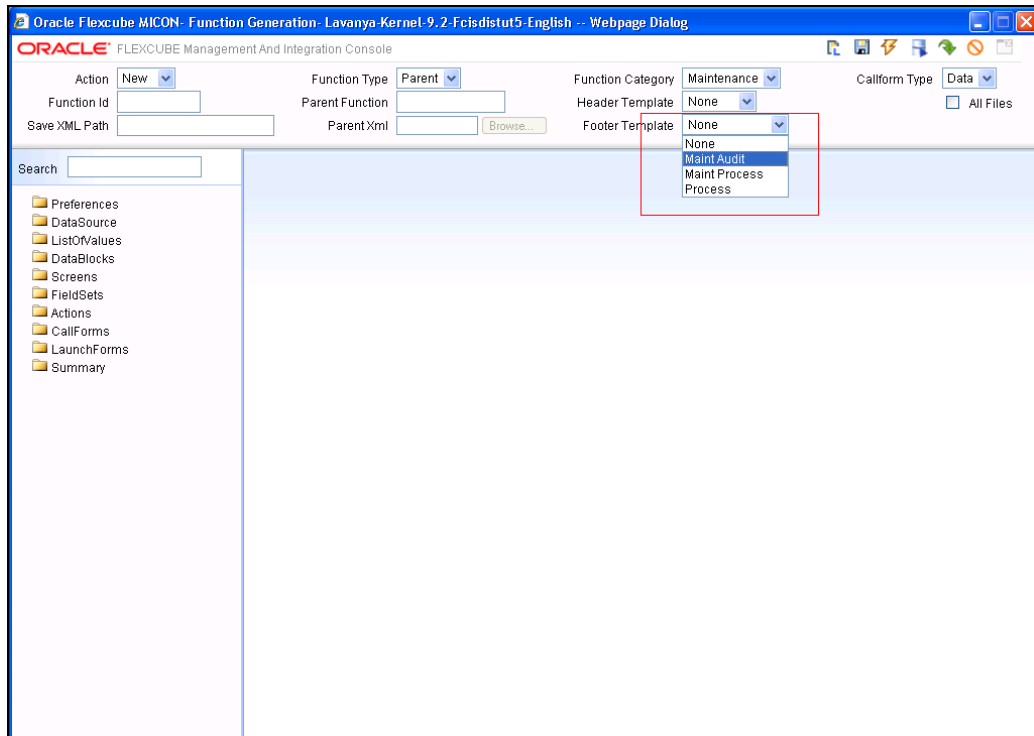 Oracle Flexcube MICON- Function Generation- Lavanya-Kernel-9.2-Fcisdistut5-English -- Webpage Dialog
ORACLE FLEXCUBE Management And Integration Console
Action New Function Type Parent Function Category Maintenance Callform Type Data
Function Id Parent Function Header Template None All Files
Save XML Path Parent Xml Browse... Footer Template None
None
Maint Audit
Maint Process
Process
Search
Preferences
DataSource
ListOfValues
DataBlocks
Screens
FieldSets
Actions
CallForms
LaunchForms
Summary